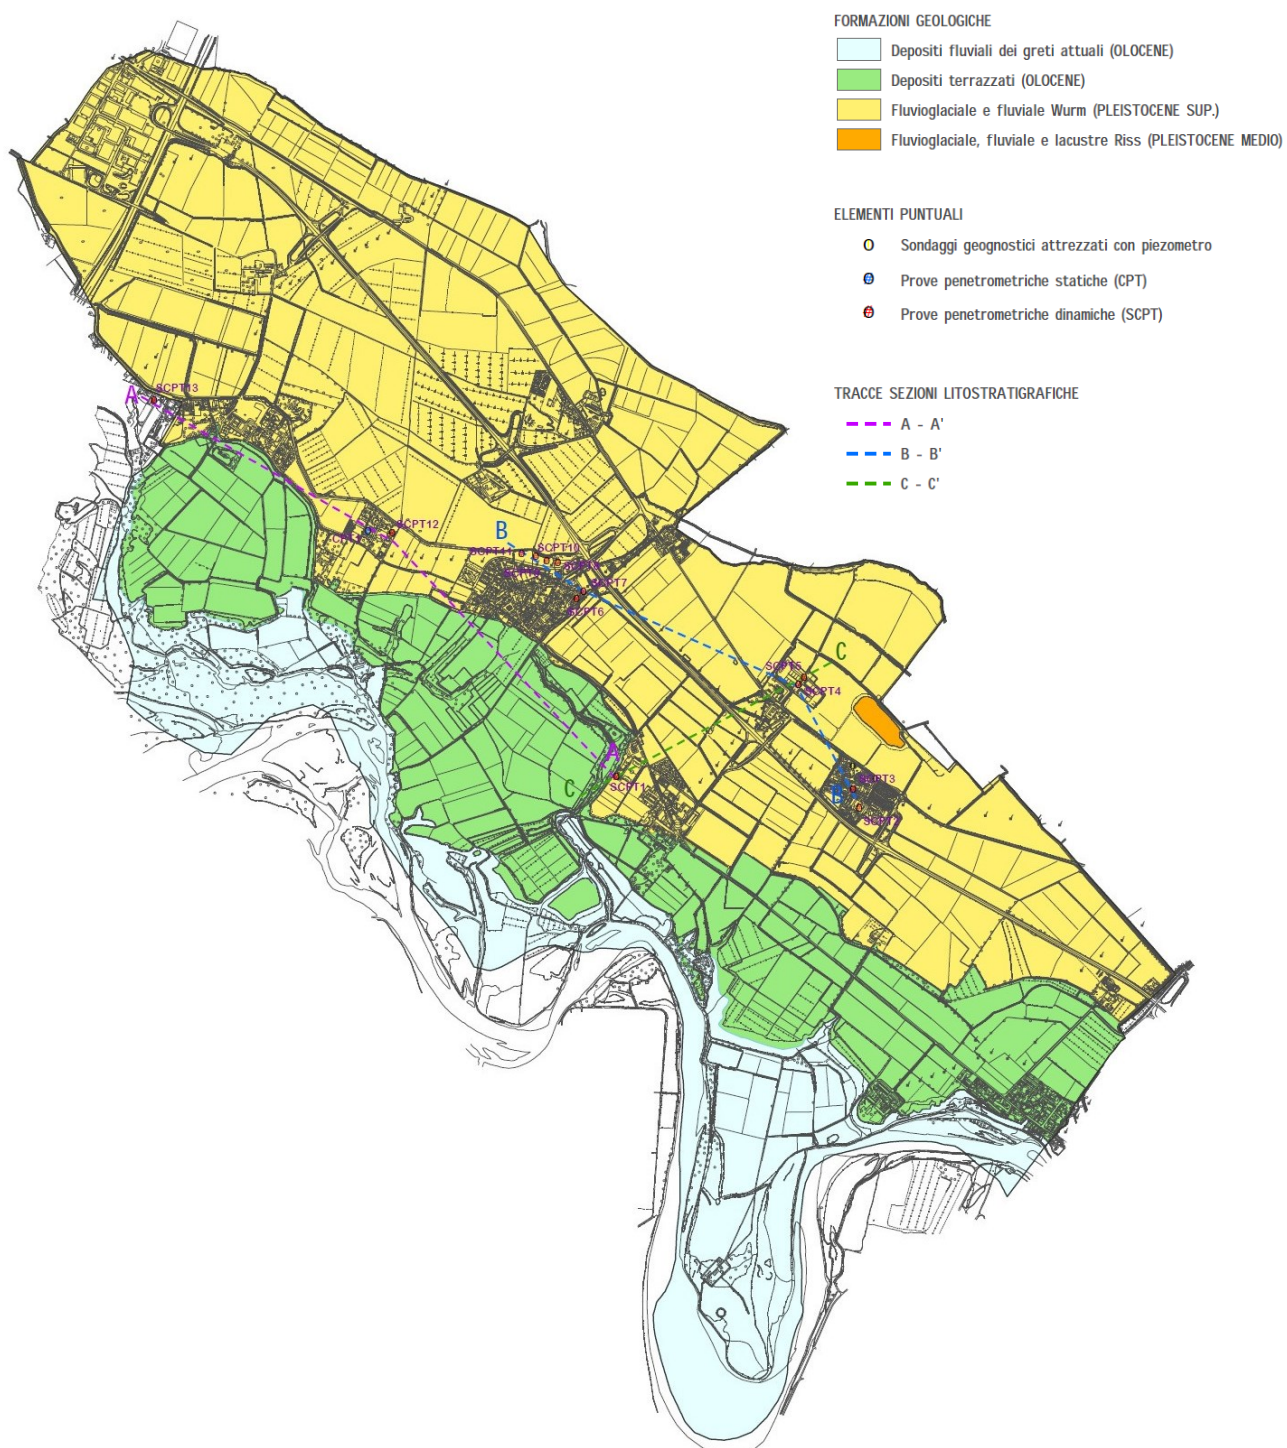 FORMAZIONI GEOLOGICHE
Depositi fluviali dei greti attuali (OLOCENE)
Depositi terrazzati (OLOCENE)
Fluvioglaciale e fluviale Wurm (PLEISTOCENE SUP.)
Fluvioglaciale, fluviale e lacustre Riss (PLEISTOCENE MEDIO)
ELEMENTI PUNTUALI
Sondaggi geognostici attrezzati con piezometro
Prove penetrometriche statiche (CPT)
Prove penetrometriche dinamiche (SCPT)
TRACCE SEZIONI LITOSTRATIGRAFICHE
A - A'
B - B'
C - C'
A
SCPT13
SCPT12
B
SCPT11
SCPT10
SCPT7
SCPT6
C
SCPT5
SCPT4
A
SCPT1
C
SCPT3
B
SCPT2